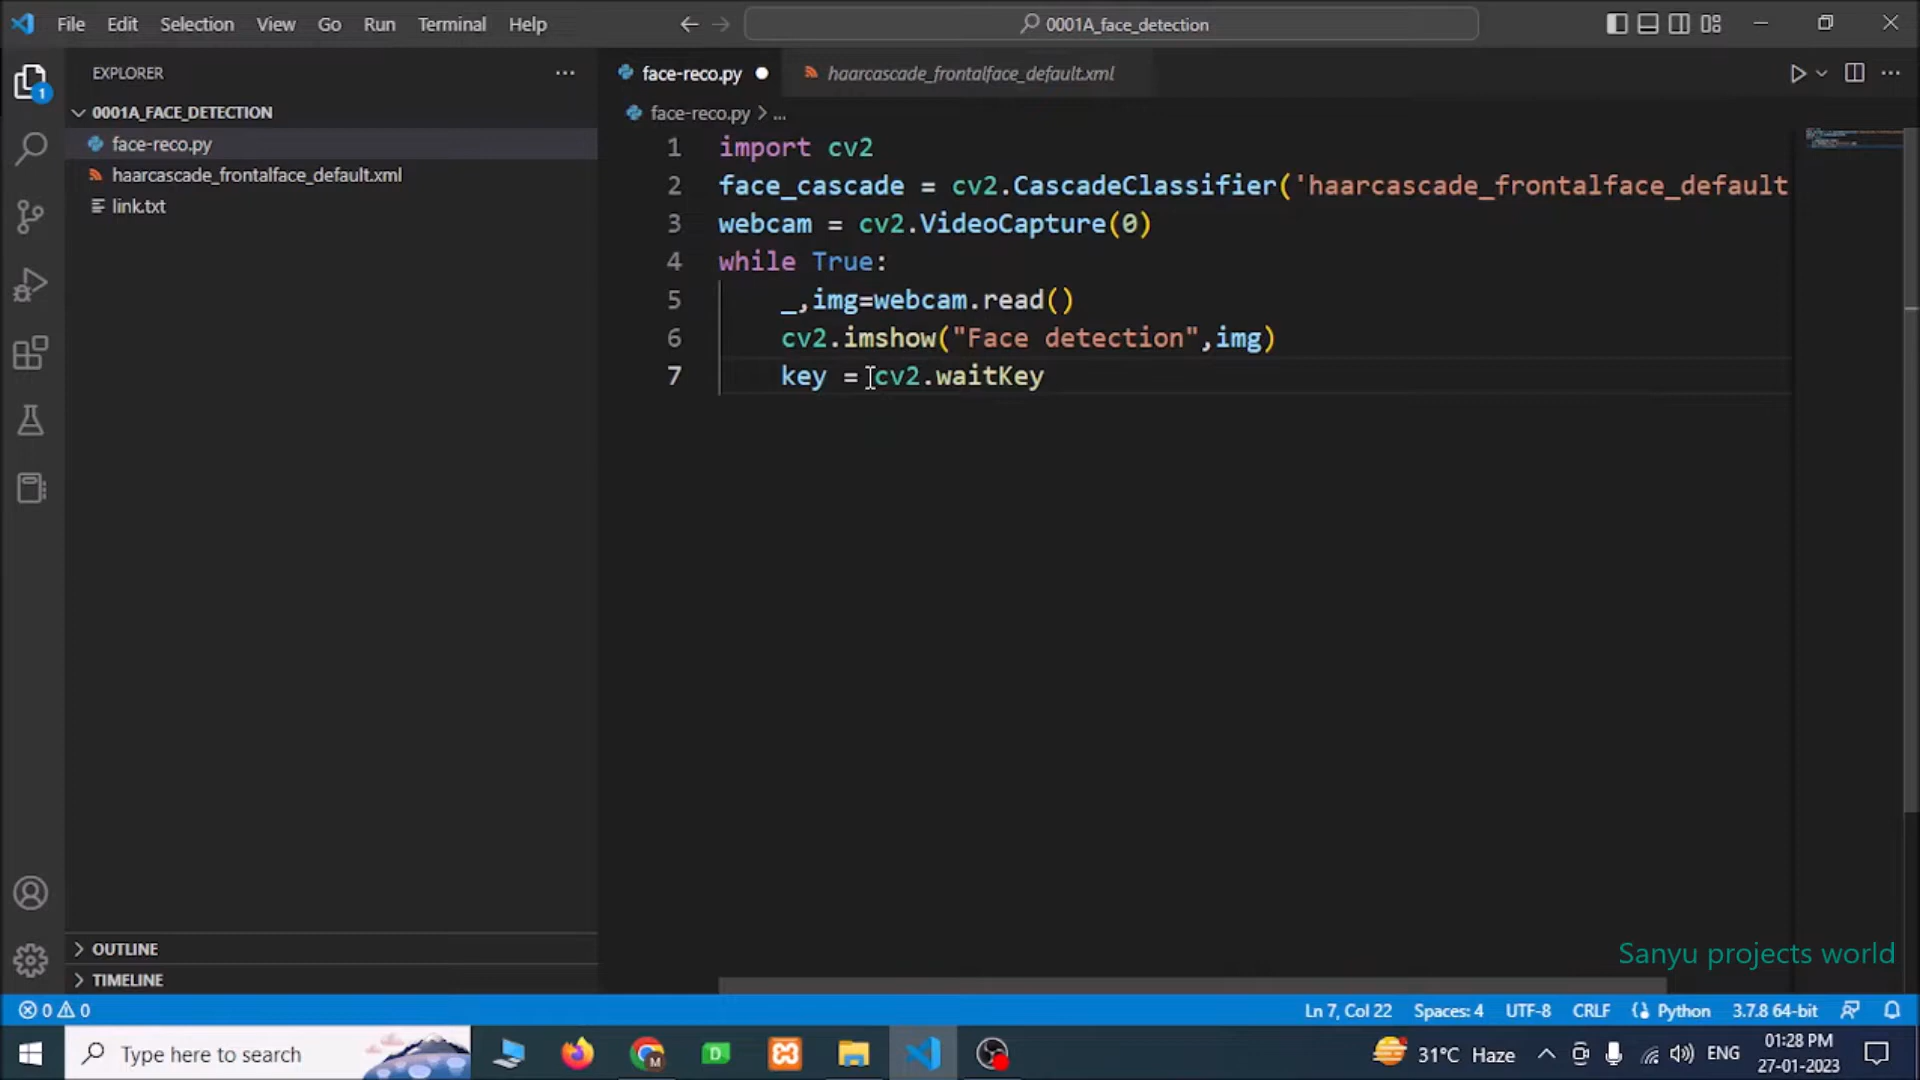 File Edit Selection View Go Run Terminal Help
0001A_face_detection
EXPLORER
0001A_FACE_DETECTION
face-reco.py
haarcascade_frontalface_default.xml
link.txt
OUTLINE
TIMELINE
1
face-reco.py
haarcascade_frontalface_default.xml
face-reco.py > ...
1 import cv2
2 face_cascade = cv2.CascadeClassifier('haarcascade_frontalface_default
3 webcam = cv2.VideoCapture(0)
4 while True:
5 _,img=webcam.read()
6 cv2.imshow("Face detection",img)
7 key = cv2.waitKey
Sanyu projects world
0 0
Ln 7, Col 22 Spaces: 4 UTF-8 CRLF Python 3.7.8 64-bit
Type here to search
31°C Haze ENG
01:28 PM
27-01-2023